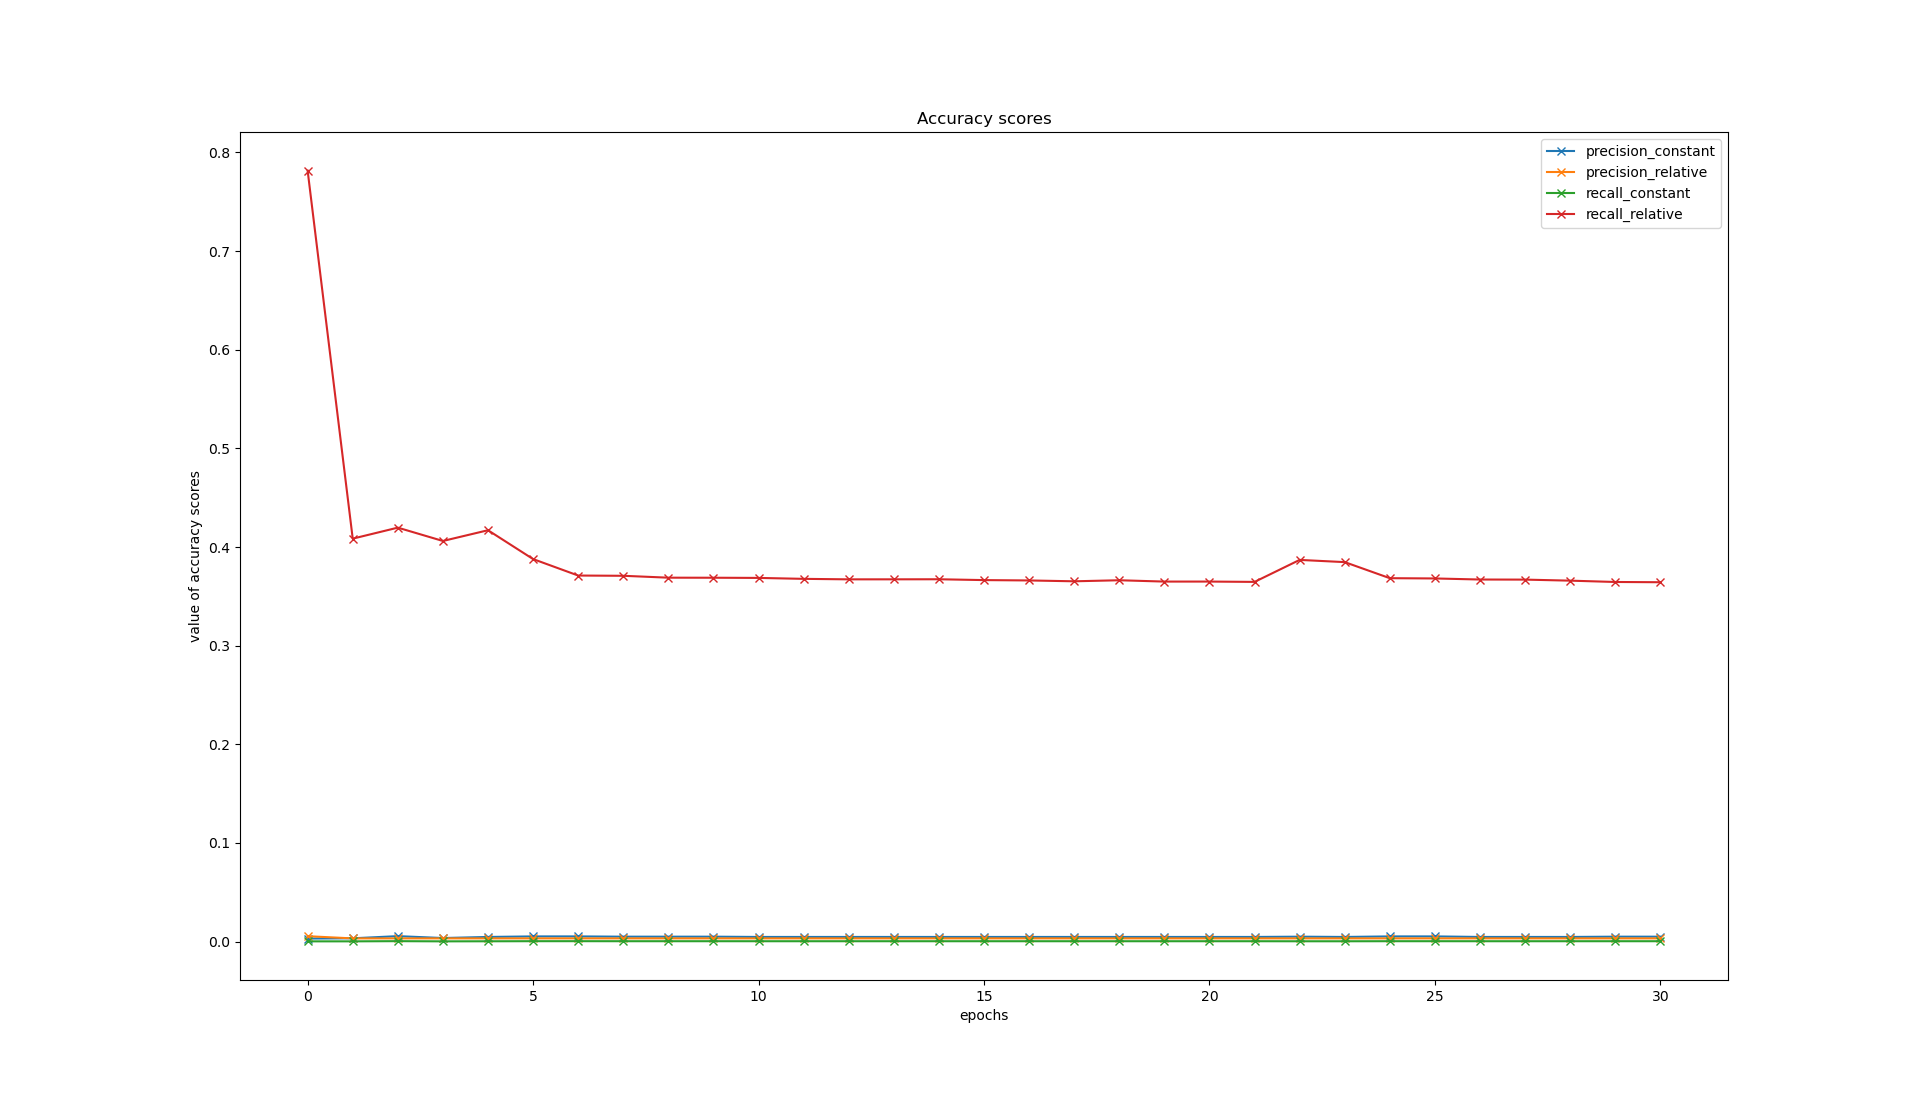 Accuracy scores
precision_constant
precision_relative
recall_constant
recall_relative
value of accuracy scores
0.8
0.7
0.6
0.5
0.4
0.3
0.2
0.1
0.0
0 5 10 15 20 25 30
epochs